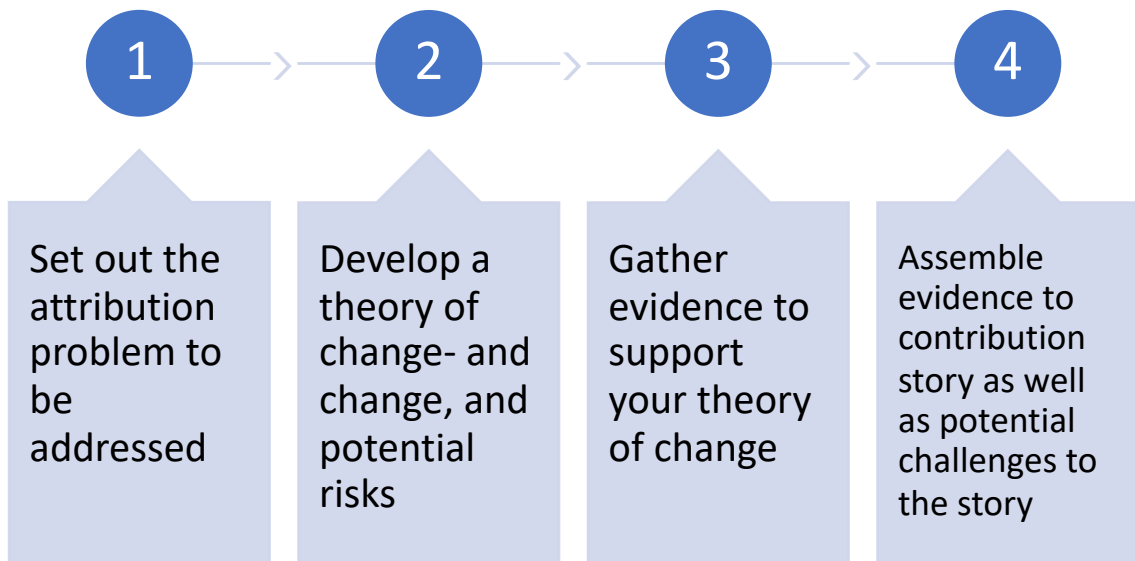 1
2
3
4
Set out the
attribution
problem to
be
addressed
Develop a
theory of
change- and
change, and
potential
risks
Gather
evidence to
support
your theory
of change
Assemble
evidence to
contribution
story as well
as potential
challenges to
the story